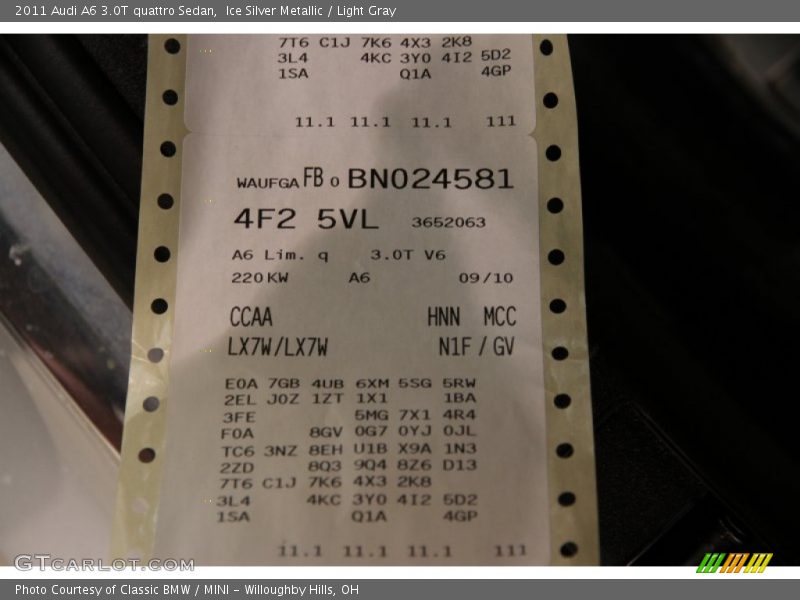 2011 Audi A6 3.0T quattro Sedan, Ice Silver Metallic / Light Gray
7T6 C1J 7K6 4X3 2K8
3L4 4KC 3Y0 4I2 5D2
1SA Q1A 4GP
11.1 11.1 11.1 111
WAUFGA FB 0 BN024581
4F2 5VL 3652063
A6 Lim. q 3.0T V6
220 KW A6 09/10
CCAA HNN MCC
LX7W/LX7W N1F / GV
E0A 7GB 4UB 6XM 5SG 5RW
2EL J0Z 1ZT 1X1 1BA
3FE 5MG 7X1 4R4
F0A 8GV 0G7 0YJ 0JL
TC6 3NZ 8EH U1B X9A 1N3
2ZD 8Q3 9Q4 8Z6 D13
7T6 C1J 7K6 4X3 2K8
3L4 4KC 3Y0 4I2 5D2
1SA Q1A 4GP
11.1 11.1 11.1 111
GTCARLOT.COM
Photo Courtesy of Classic BMW / MINI - Willoughby Hills, OH